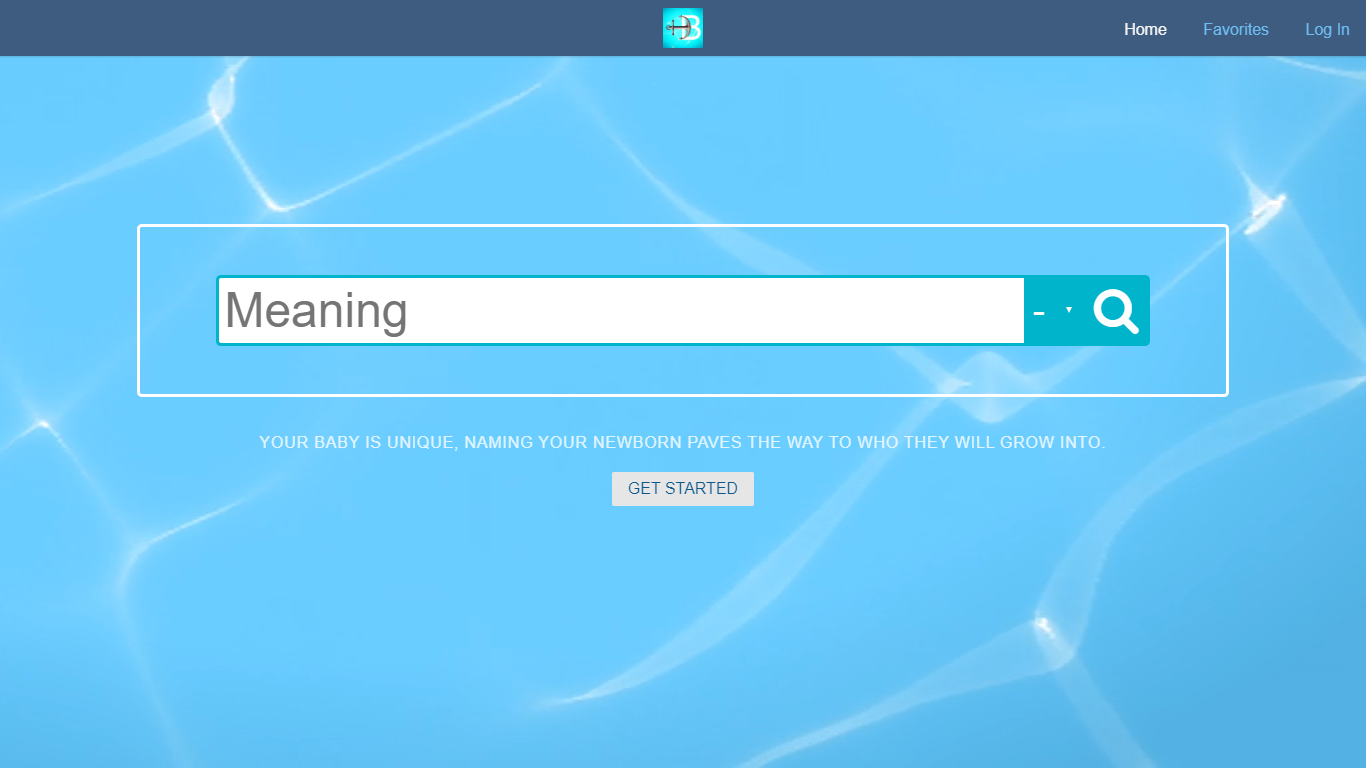 Home Favorites Log In
Meaning -
YOUR BABY IS UNIQUE, NAMING YOUR NEWBORN PAVES THE WAY TO WHO THEY WILL GROW INTO.
GET STARTED